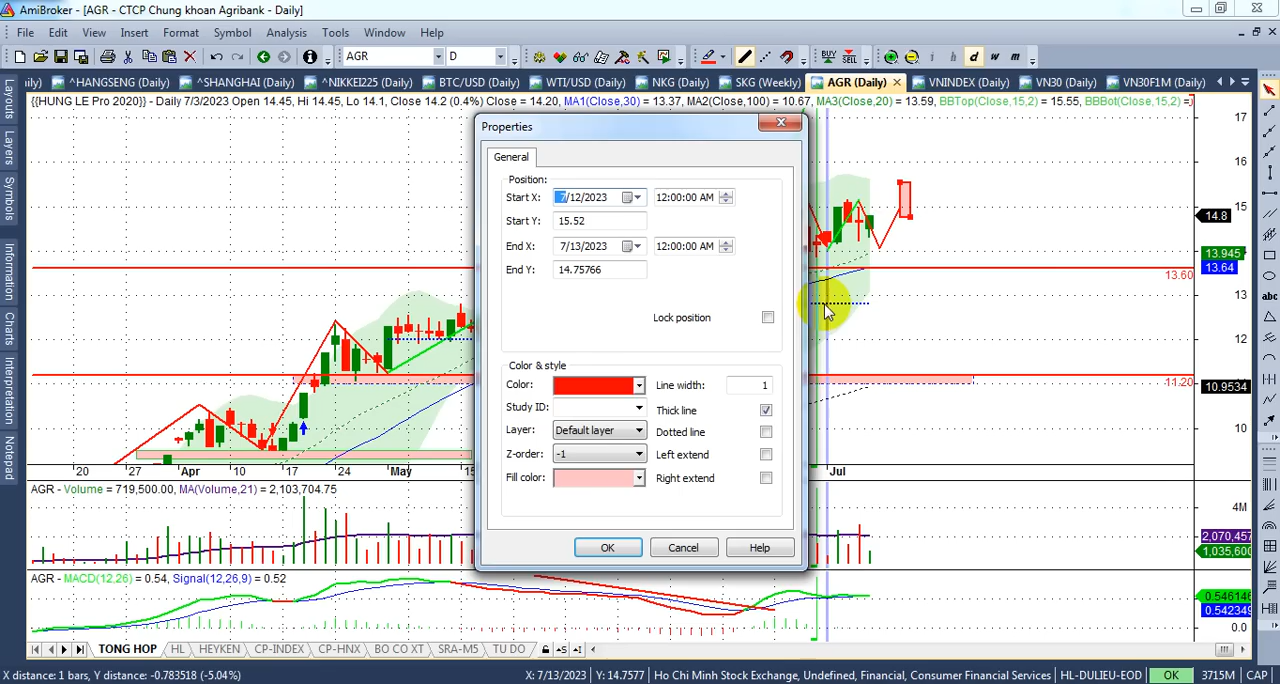 AmiBroker - [AGR - CTCP Chung khoan Agribank - Daily]
File Edit View Insert Format Symbol Analysis Tools Window Help
AGR D BUY SELL i h d w m
ily) ^HANGSENG (Daily) ^SHANGHAI (Daily) ^NIKKEI225 (Daily) BTC/USD (Daily) WTI/USD (Daily) NKG (Daily) SKG (Weekly) AGR (Daily) VNINDEX (Daily) VN30 (Daily) VN30F1M (Daily)
{{HUNG LE Pro 2020}} - Daily 7/3/2023 Open 14.45, Hi 14.45, Lo 14.1, Close 14.2 (0.4%) Close = 14.20, MA1(Close,30) = 13.37, MA2(Close,100) = 10.67, MA3(Close,20) = 13.59, BBTop(Close,15,2) = 15.55, BBBot(Close,15,2) =
Layouts
Layers
Symbols
Information
Charts
Interpretation
Notepad
Properties
General
Position:
Start X: 7/12/2023 12:00:00 AM
Start Y: 15.52
End X: 7/13/2023 12:00:00 AM
End Y: 14.75766
Lock position
Color & style
Color: Line width: 1
Study ID: Thick line
Layer: Default layer Dotted line
Z-order: -1 Left extend
Fill color: Right extend
OK Cancel Help
17
16
15
14.8
13.945
13.64
13.60
13
12
11.20
10.9534
10
abc
20 Apr 10 17 24 May 15 Jul
AGR - Volume = 719,500.00, MA(Volume,21) = 2,103,704.75
4M
2,070,457
1,035,600
AGR - MACD(12,26) = 0.54, Signal(12,26,9) = 0.52
0.546146
0.542349
0.0
TONG HOP HL HEYKEN CP-INDEX CP-HNX BO CO XT SRA-M5 TU DO
X distance: 1 bars, Y distance: -0.783518 (-5.04%) X: 7/13/2023 Y: 14.7577 Ho Chi Minh Stock Exchange, Undefined, Financial, Consumer Financial Services HL-DULIEU-EOD OK 3715M CAP